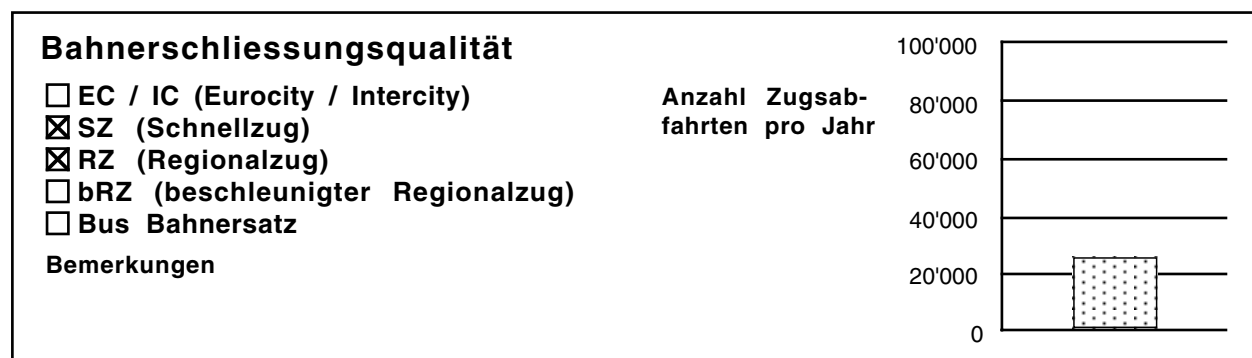 Bahnerschliessungsqualität
EC / IC (Eurocity / Intercity)
SZ (Schnellzug)
RZ (Regionalzug)
bRZ (beschleunigter Regionalzug)
Bus Bahnersatz
Bemerkungen
Anzahl Zugsab-
fahrten pro Jahr
100'000
80'000
60'000
40'000
20'000
0